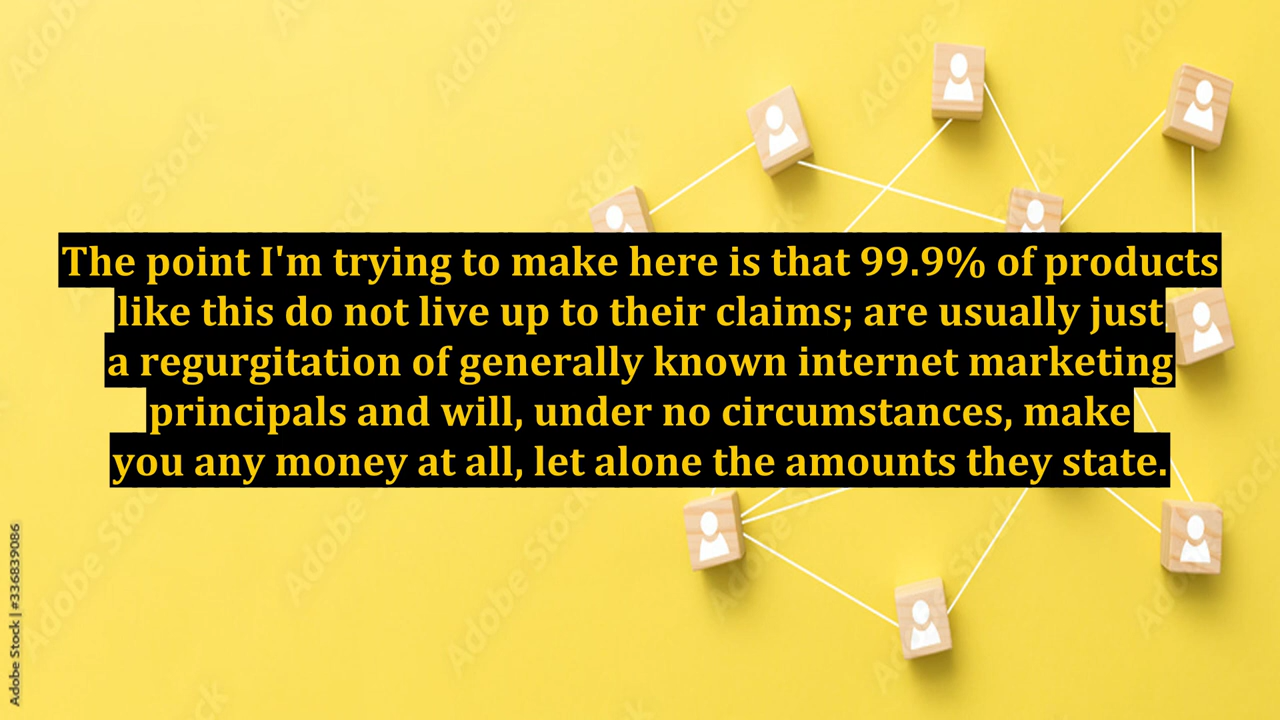 The point I'm trying to make here is that 99.9% of products
like this do not live up to their claims; are usually just
a regurgitation of generally known internet marketing
principals and will, under no circumstances, make
you any money at all, let alone the amounts they state.
Adobe Stock | #336839086
Adobe Stock